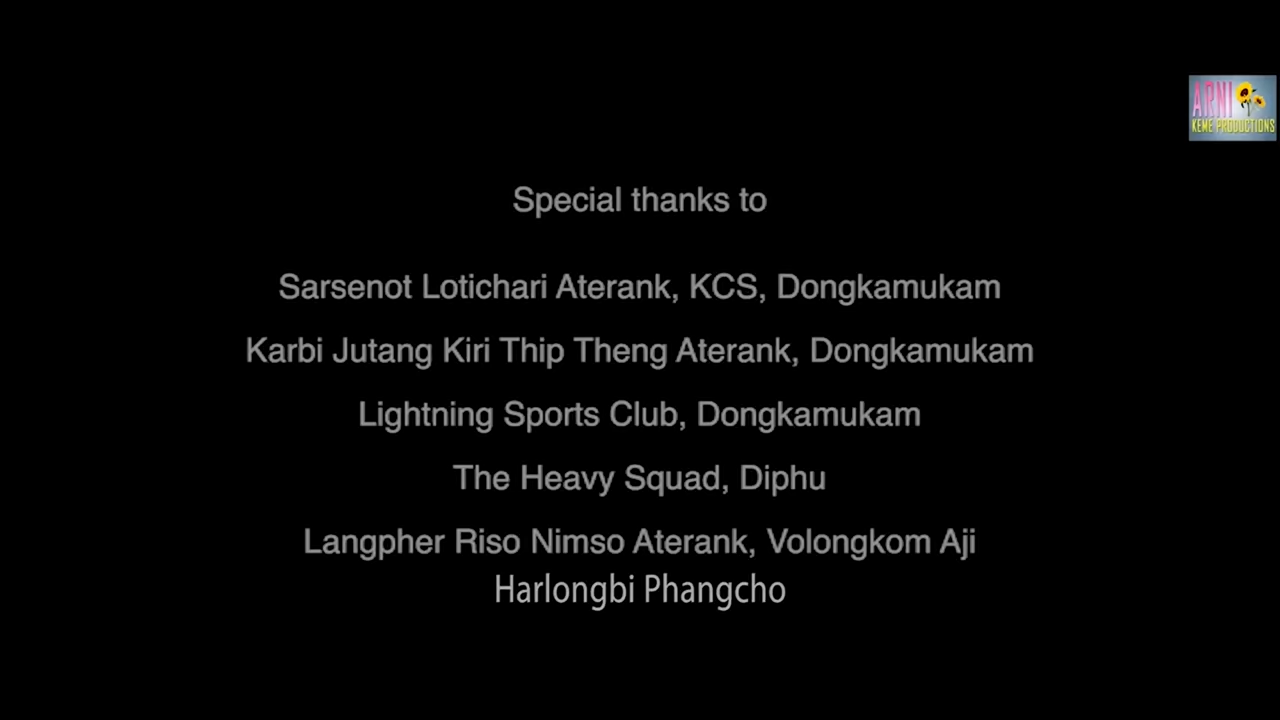 ARNI
KEME PRODUCTIONS
Special thanks to
Sarsenot Lotichari Aterank, KCS, Dongkamukam
Karbi Jutang Kiri Thip Theng Aterank, Dongkamukam
Lightning Sports Club, Dongkamukam
The Heavy Squad, Diphu
Langpher Riso Nimso Aterank, Volongkom Aji
Harlongbi Phangcho